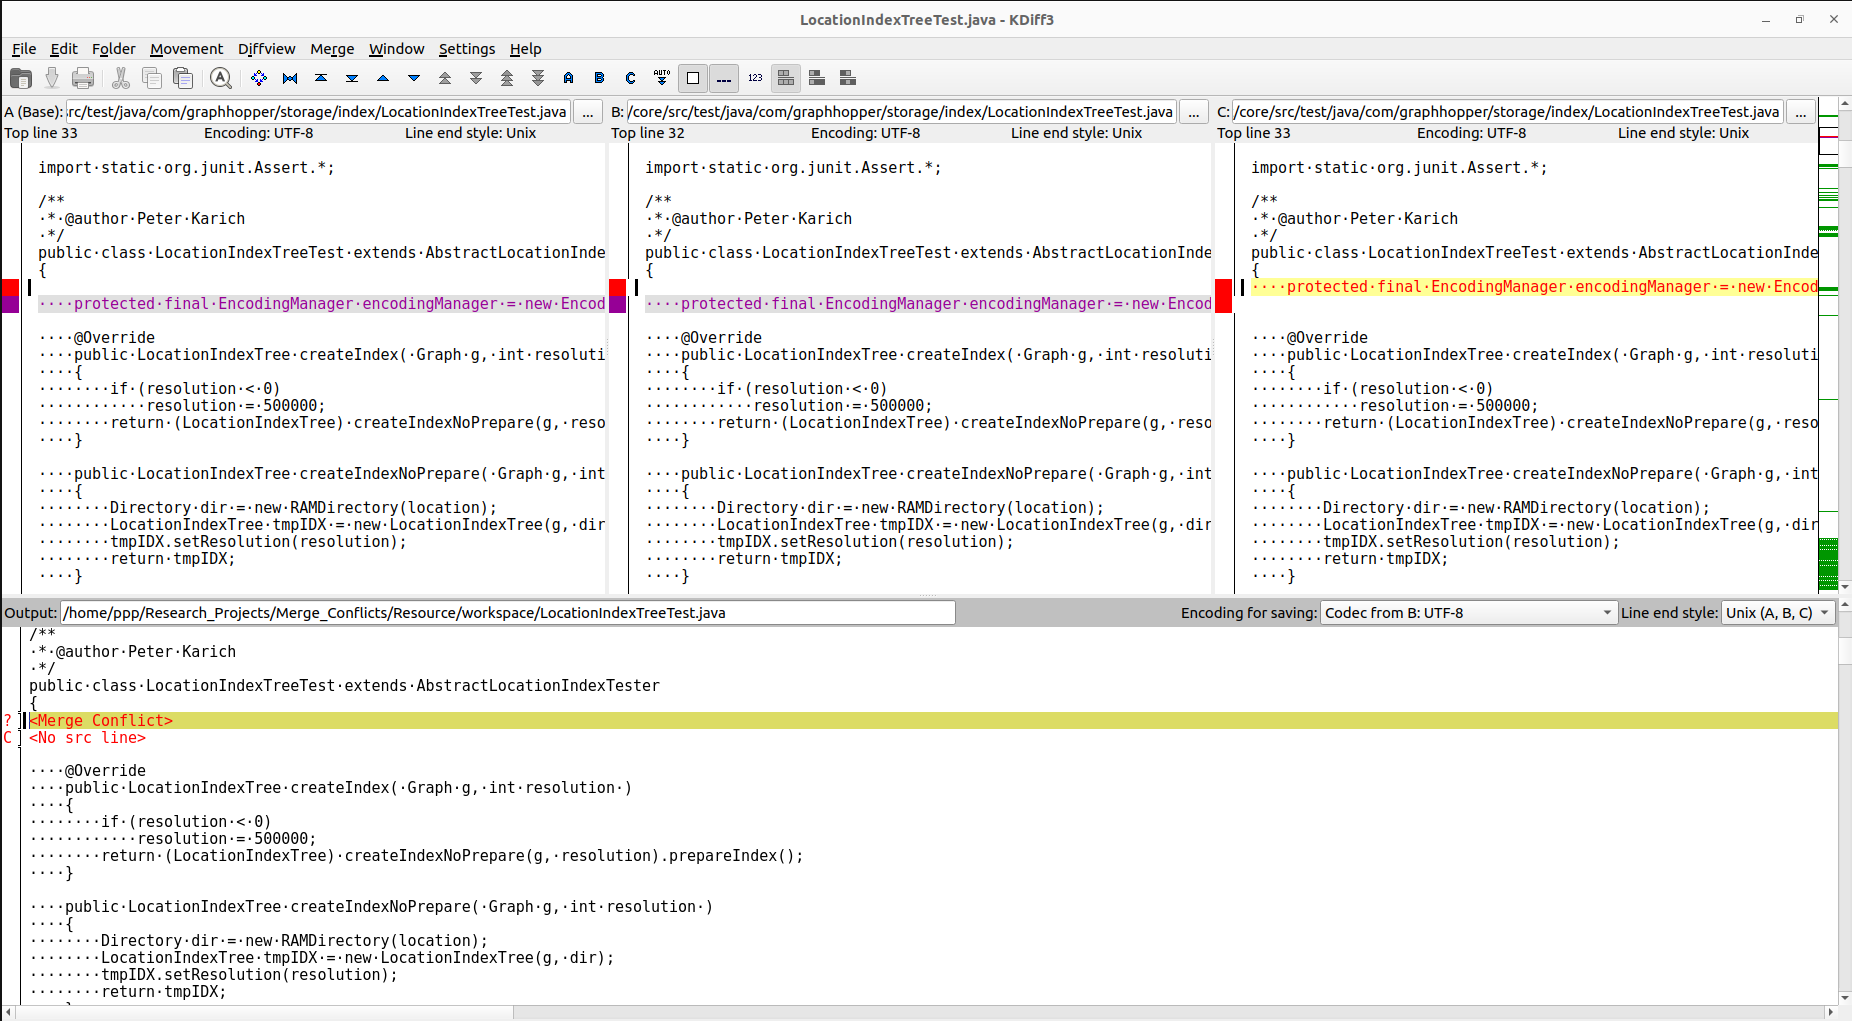 LocationIndexTreeTest.java - KDiff3
File Edit Folder Movement Diffview Merge Window Settings Help
A B C AUTO 123
A (Base): rc/test/java/com/graphhopper/storage/index/LocationIndexTreeTest.java ...
Top line 33 Encoding: UTF-8 Line end style: Unix
import·static·org.junit.Assert.*;
/**
·*·@author·Peter·Karich
·*/
public·class·LocationIndexTreeTest·extends·AbstractLocationInde
{
····protected·final·EncodingManager·encodingManager·=·new·Encod
····@Override
····public·LocationIndexTree·createIndex(·Graph·g,·int·resoluti
····{
········if·(resolution·<·0)
············resolution·=·500000;
········return·(LocationIndexTree)·createIndexNoPrepare(g,·reso
····}
····public·LocationIndexTree·createIndexNoPrepare(·Graph·g,·int
····{
········Directory·dir·=·new·RAMDirectory(location);
········LocationIndexTree·tmpIDX·=·new·LocationIndexTree(g,·dir
········tmpIDX.setResolution(resolution);
········return·tmpIDX;
····}
B: /core/src/test/java/com/graphhopper/storage/index/LocationIndexTreeTest.java ...
Top line 32 Encoding: UTF-8 Line end style: Unix
import·static·org.junit.Assert.*;
/**
·*·@author·Peter·Karich
·*/
public·class·LocationIndexTreeTest·extends·AbstractLocationInde
{
····protected·final·EncodingManager·encodingManager·=·new·Encod
····@Override
····public·LocationIndexTree·createIndex(·Graph·g,·int·resoluti
····{
········if·(resolution·<·0)
············resolution·=·500000;
········return·(LocationIndexTree)·createIndexNoPrepare(g,·reso
····}
····public·LocationIndexTree·createIndexNoPrepare(·Graph·g,·int
····{
········Directory·dir·=·new·RAMDirectory(location);
········LocationIndexTree·tmpIDX·=·new·LocationIndexTree(g,·dir
········tmpIDX.setResolution(resolution);
········return·tmpIDX;
····}
C: /core/src/test/java/com/graphhopper/storage/index/LocationIndexTreeTest.java ...
Top line 33 Encoding: UTF-8 Line end style: Unix
import·static·org.junit.Assert.*;
/**
·*·@author·Peter·Karich
·*/
public·class·LocationIndexTreeTest·extends·AbstractLocationInde
{
····protected·final·EncodingManager·encodingManager·=·new·Encod
····@Override
····public·LocationIndexTree·createIndex(·Graph·g,·int·resoluti
····{
········if·(resolution·<·0)
············resolution·=·500000;
········return·(LocationIndexTree)·createIndexNoPrepare(g,·reso
····}
····public·LocationIndexTree·createIndexNoPrepare(·Graph·g,·int
····{
········Directory·dir·=·new·RAMDirectory(location);
········LocationIndexTree·tmpIDX·=·new·LocationIndexTree(g,·dir
········tmpIDX.setResolution(resolution);
········return·tmpIDX;
····}
Output: /home/ppp/Research_Projects/Merge_Conflicts/Resource/workspace/LocationIndexTreeTest.java Encoding for saving: Codec from B: UTF-8 Line end style: Unix (A, B, C)
/**
·*·@author·Peter·Karich
·*/
public·class·LocationIndexTreeTest·extends·AbstractLocationIndexTester
{
? <Merge Conflict>
C <No src line>
····@Override
····public·LocationIndexTree·createIndex(·Graph·g,·int·resolution·)
····{
········if·(resolution·<·0)
············resolution·=·500000;
········return·(LocationIndexTree)·createIndexNoPrepare(g,·resolution).prepareIndex();
····}
····public·LocationIndexTree·createIndexNoPrepare(·Graph·g,·int·resolution·)
····{
········Directory·dir·=·new·RAMDirectory(location);
········LocationIndexTree·tmpIDX·=·new·LocationIndexTree(g,·dir);
········tmpIDX.setResolution(resolution);
········return·tmpIDX;